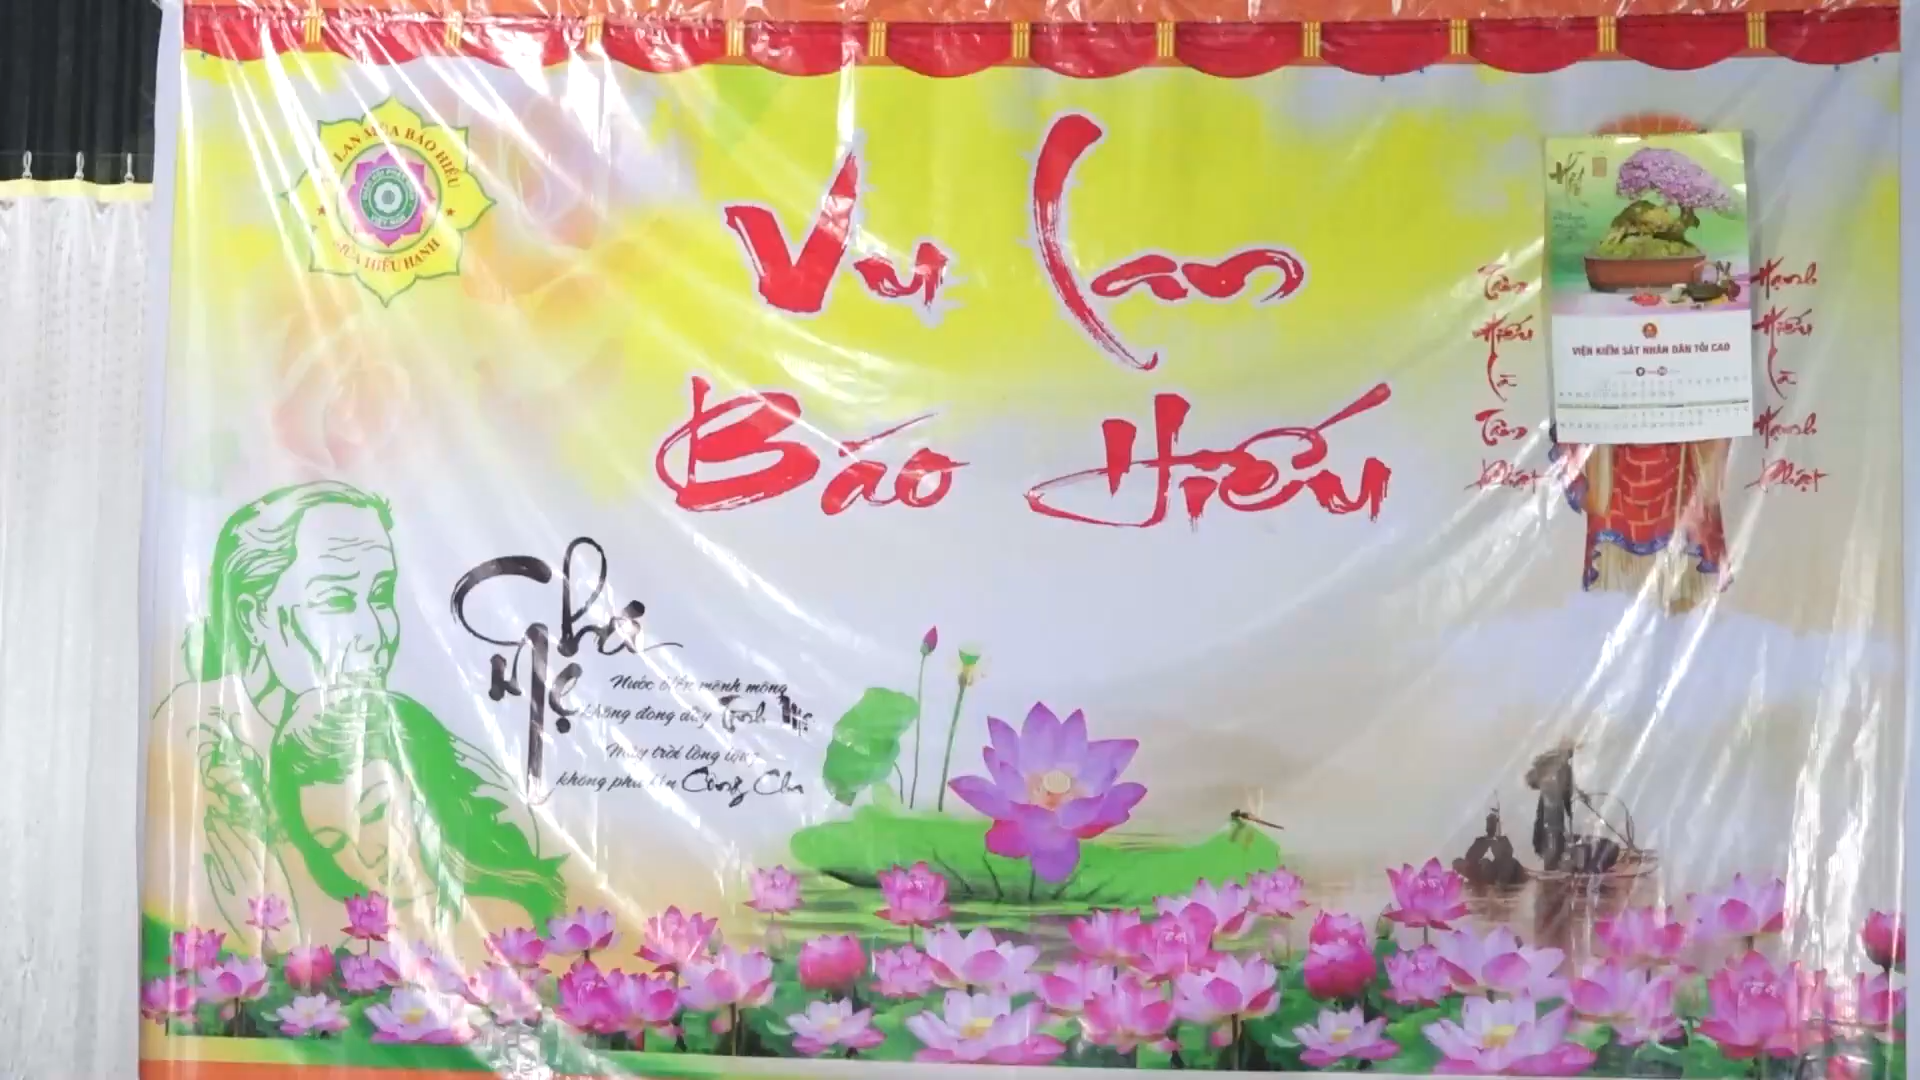 LAN MÙA BÁO HIẾU
MÙA HIẾU HẠNH
VIỆT NAM
Vu Lan
Báo Hiếu
Cha
Mẹ
Nước biển mênh mông
không đong đầy Tình Mẹ
Mây trời lồng lộng
không phủ kín Công Cha
Tâm
Hiếu
Là
Tâm
Phật
VIỆN KIỂM SÁT NHÂN DÂN TỐI CAO
Hạnh
Hiếu
Là
Hạnh
Phật